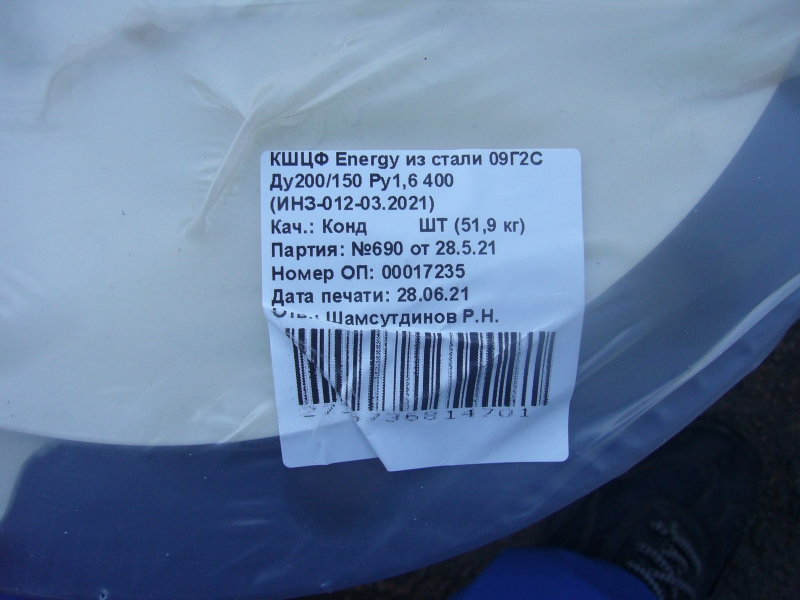 КШЦФ Energy из стали 09Г2С
Ду200/150 Ру1,6 400
(ИНЗ-012-03.2021)
Кач.: Конд ШТ (51,9 кг)
Партия: №690 от 28.5.21
Номер ОП: 00017235
Дата печати: 28.06.21
Шамсутдинов Р.Н.